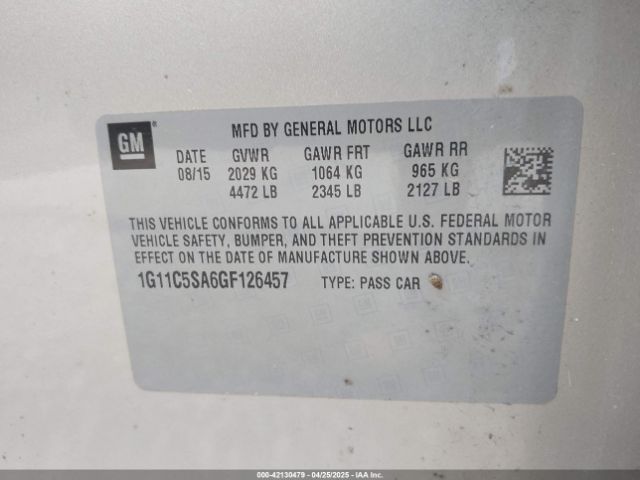 GM®
MFD BY GENERAL MOTORS LLC
DATE GVWR GAWR FRT GAWR RR
08/15 2029 KG 1064 KG 965 KG
4472 LB 2345 LB 2127 LB
THIS VEHICLE CONFORMS TO ALL APPLICABLE U.S. FEDERAL MOTOR
VEHICLE SAFETY, BUMPER, AND THEFT PREVENTION STANDARDS IN
EFFECT ON THE DATE OF MANUFACTURE SHOWN ABOVE.
1G11C5SA6GF126457 TYPE: PASS CAR
000-42130479 - 04/25/2025 - IAAI.com